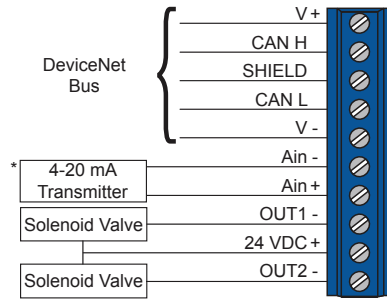 V +
CAN H
SHIELD
CAN L
V -
DeviceNet
Bus
Ain -
Ain +
* 4-20 mA
Transmitter
OUT1 -
Solenoid Valve
24 VDC +
OUT2 -
Solenoid Valve